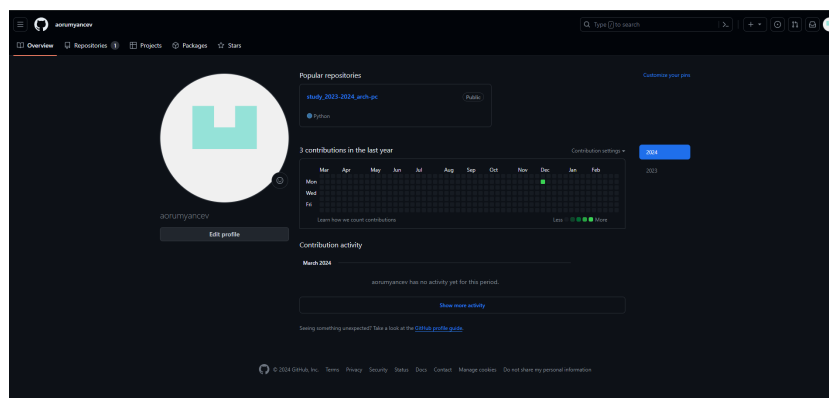 aorumyancev
Type / to search
Overview Repositories 1 Projects Packages Stars
Popular repositories
Customize your pins
study_2023-2024_arch-pc Public
Python
3 contributions in the last year
Contribution settings
2024
2023
Mar Apr May Jun Jul Aug Sep Oct Nov Dec Jan Feb
Mon
Wed
Fri
Learn how we count contributions
Less More
aorumyancev
Edit profile
Contribution activity
March 2024
aorumyancev has no activity yet for this period.
Show more activity
Seeing something unexpected? Take a look at the GitHub profile guide.
© 2024 GitHub, Inc. Terms Privacy Security Status Docs Contact Manage cookies Do not share my personal information